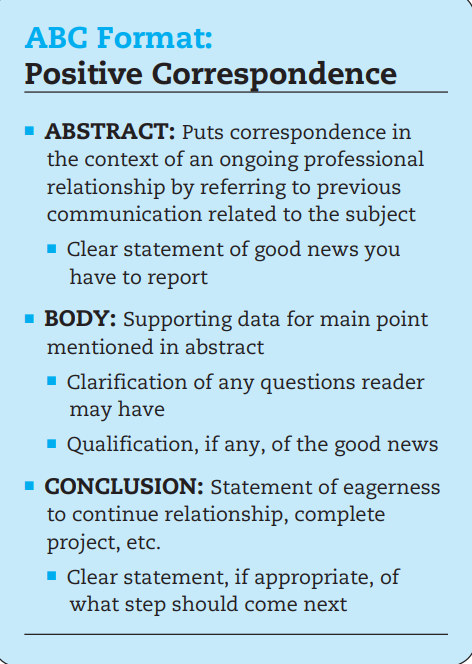 ABC Format:
Positive Correspondence
■ ABSTRACT: Puts correspondence in
the context of an ongoing professional
relationship by referring to previous
communication related to the subject
■ Clear statement of good news you
have to report
■ BODY: Supporting data for main point
mentioned in abstract
■ Clarification of any questions reader
may have
■ Qualification, if any, of the good news
■ CONCLUSION: Statement of eagerness
to continue relationship, complete
project, etc.
■ Clear statement, if appropriate, of
what step should come next